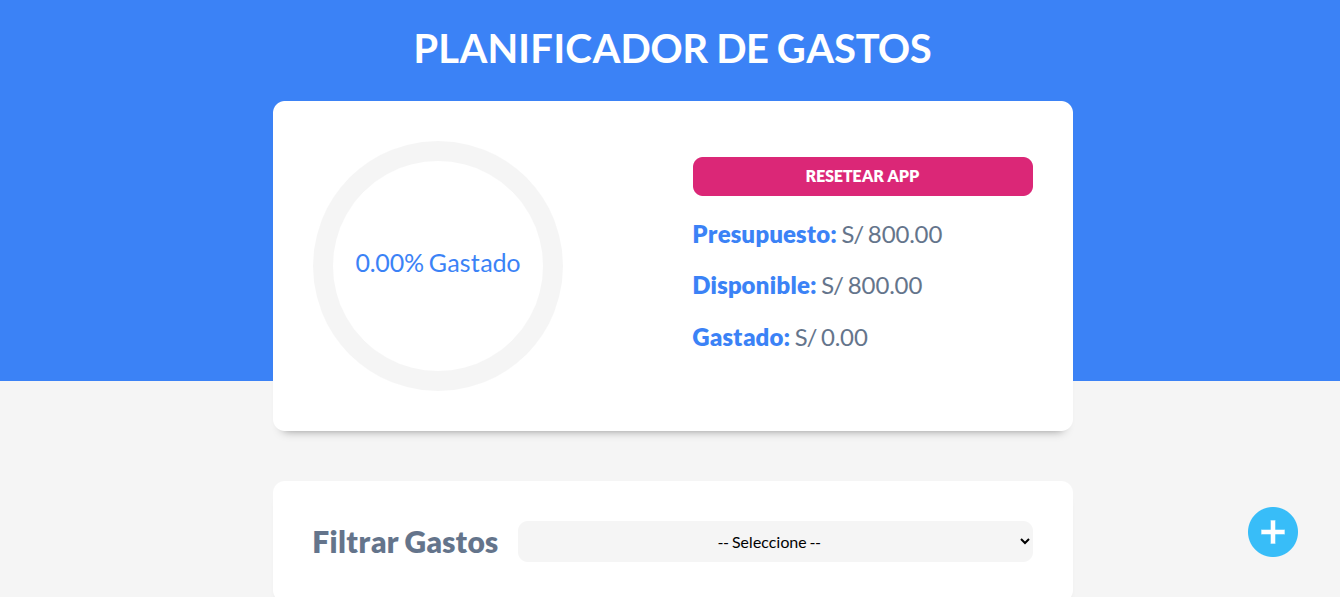 PLANIFICADOR DE GASTOS
0.00% Gastado
RESETEAR APP
Presupuesto: S/ 800.00
Disponible: S/ 800.00
Gastado: S/ 0.00
Filtrar Gastos
-- Seleccione --